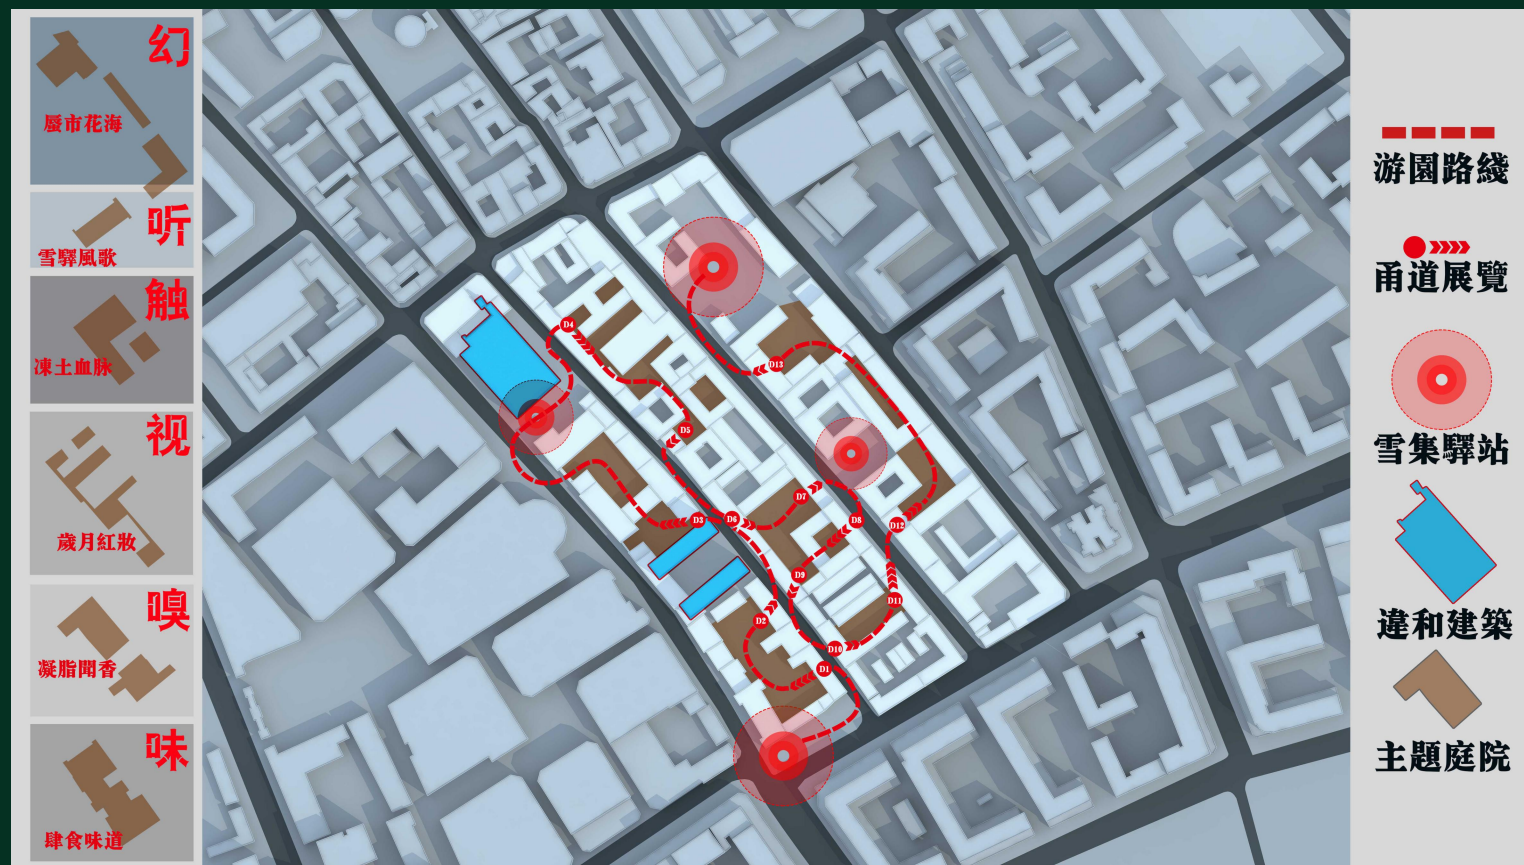 幻
蜃市花海
听
雪驛風歌
触
凍土血脉
视
歲月紅妝
嗅
凝脂聞香
味
肆食味道
D4
D13
D5
D7
D3
D6
D8
D12
D9
D11
D2
D10
D1
游園路綫
甬道展覽
雪集驛站
違和建築
主題庭院